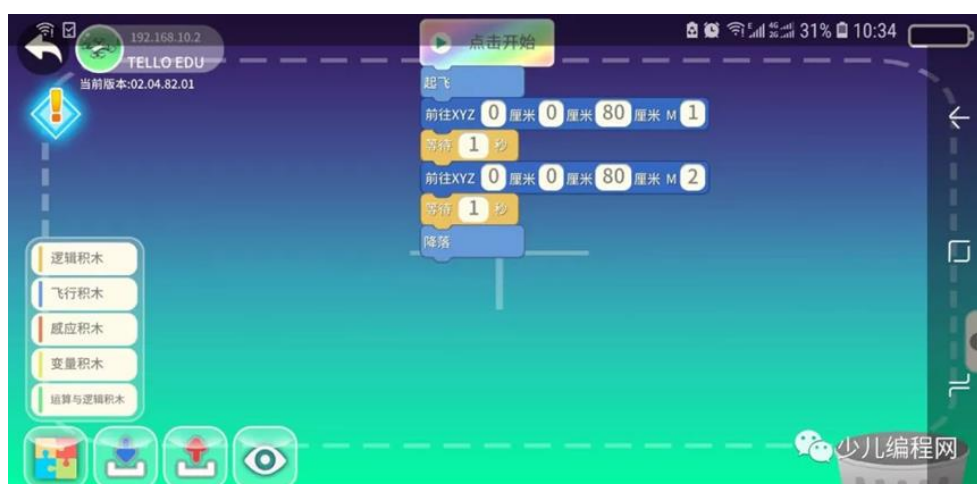 31% 10:34
192.168.10.2
TELLO EDU
当前版本:02.04.82.01
点击开始
起飞
前往XYZ 0 厘米 0 厘米 80 厘米 M 1
等待 1 秒
前往XYZ 0 厘米 0 厘米 80 厘米 M 2
等待 1 秒
降落
逻辑积木
飞行积木
感应积木
变量积木
运算与逻辑积木
少儿编程网